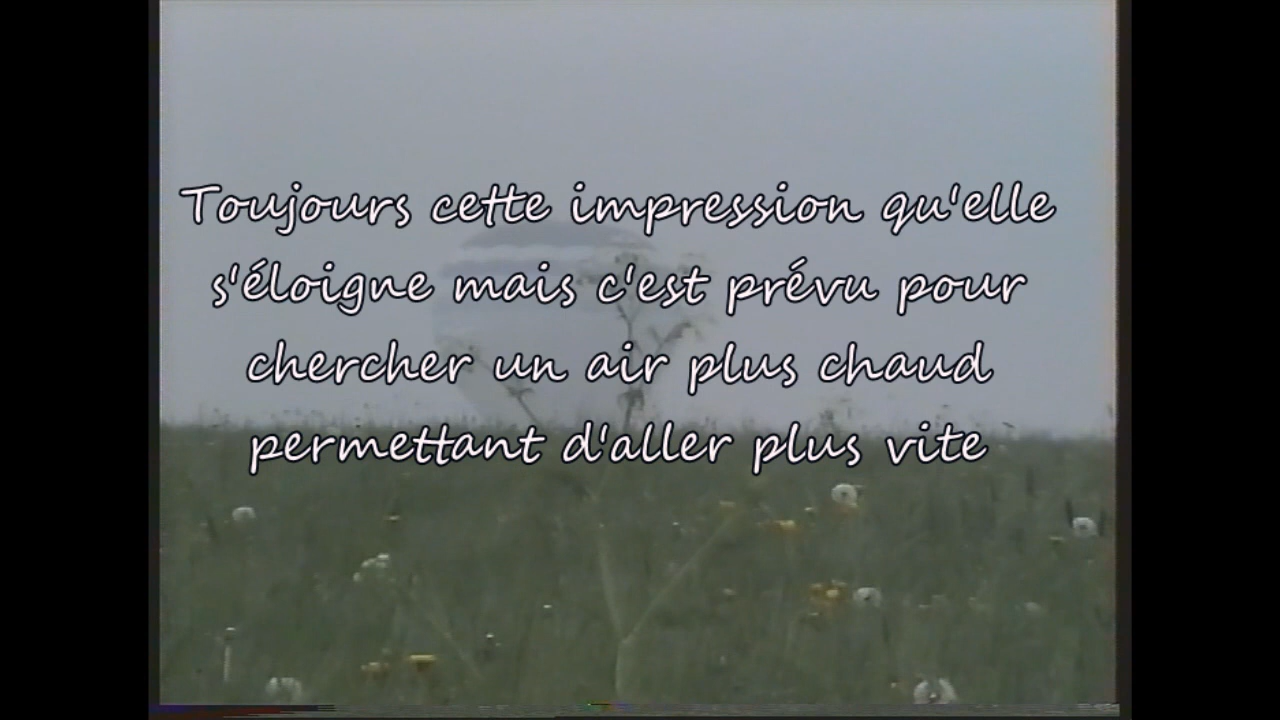 Toujours cette impression qu'elle
s'éloigne mais c'est prévu pour
chercher un air plus chaud
permettant d'aller plus vite